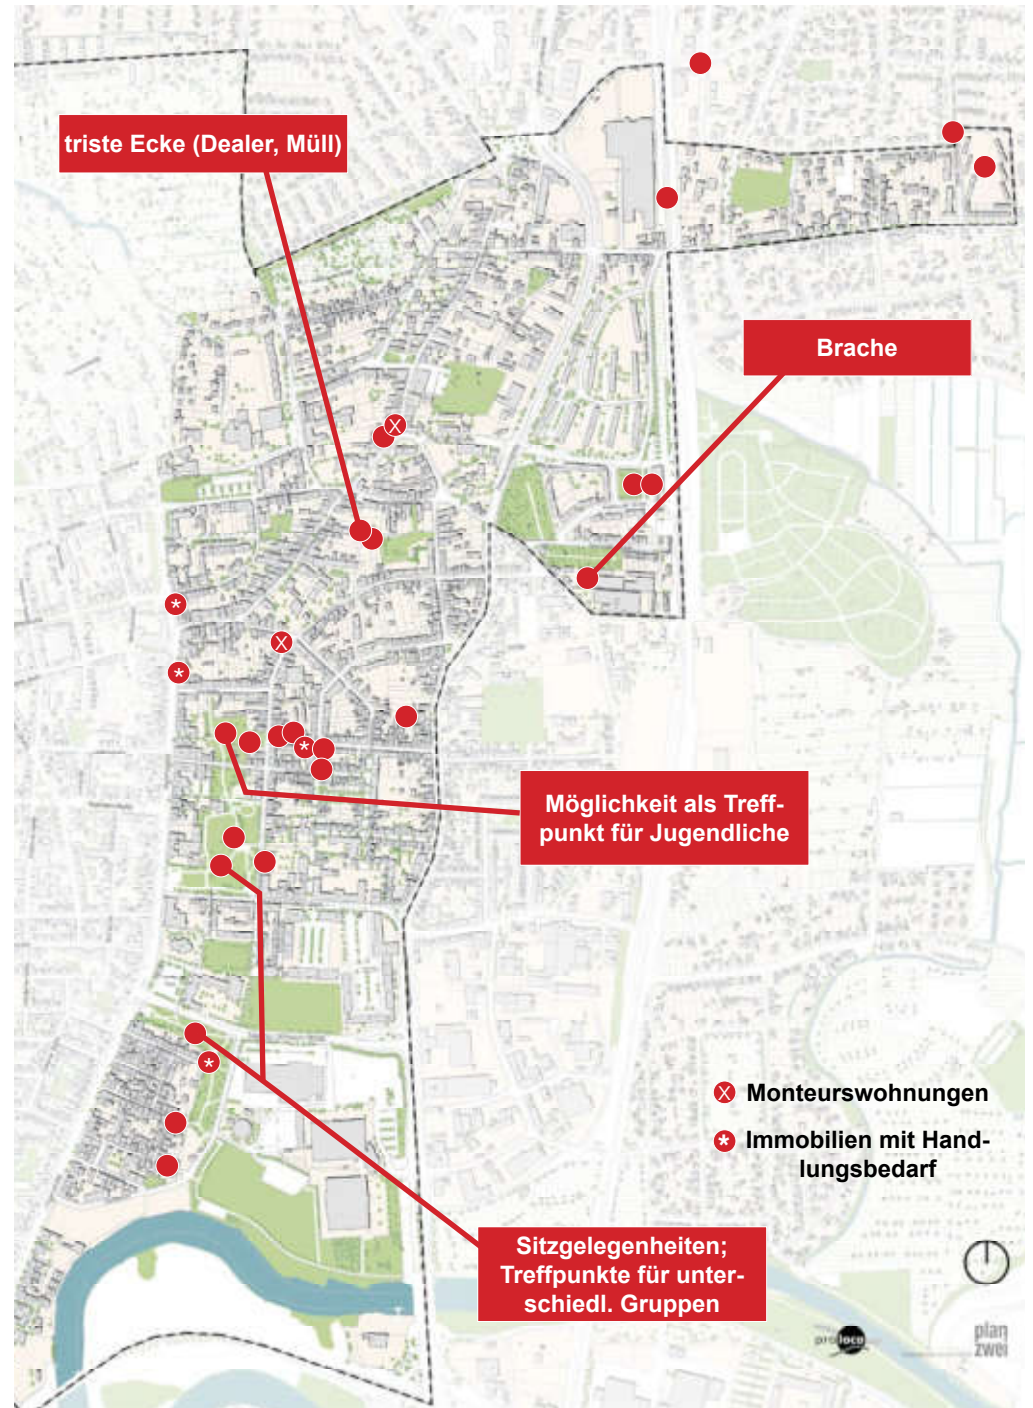 triste Ecke (Dealer, Müll)
Brache
X
X
*
*
*
Möglichkeit als Treff-
punkt für Jugendliche
X Monteurswohnungen
* Immobilien mit Hand-
lungsbedarf
*
Sitzgelegenheiten;
Treffpunkte für unter-
schiedl. Gruppen
proloco
plan
zwei